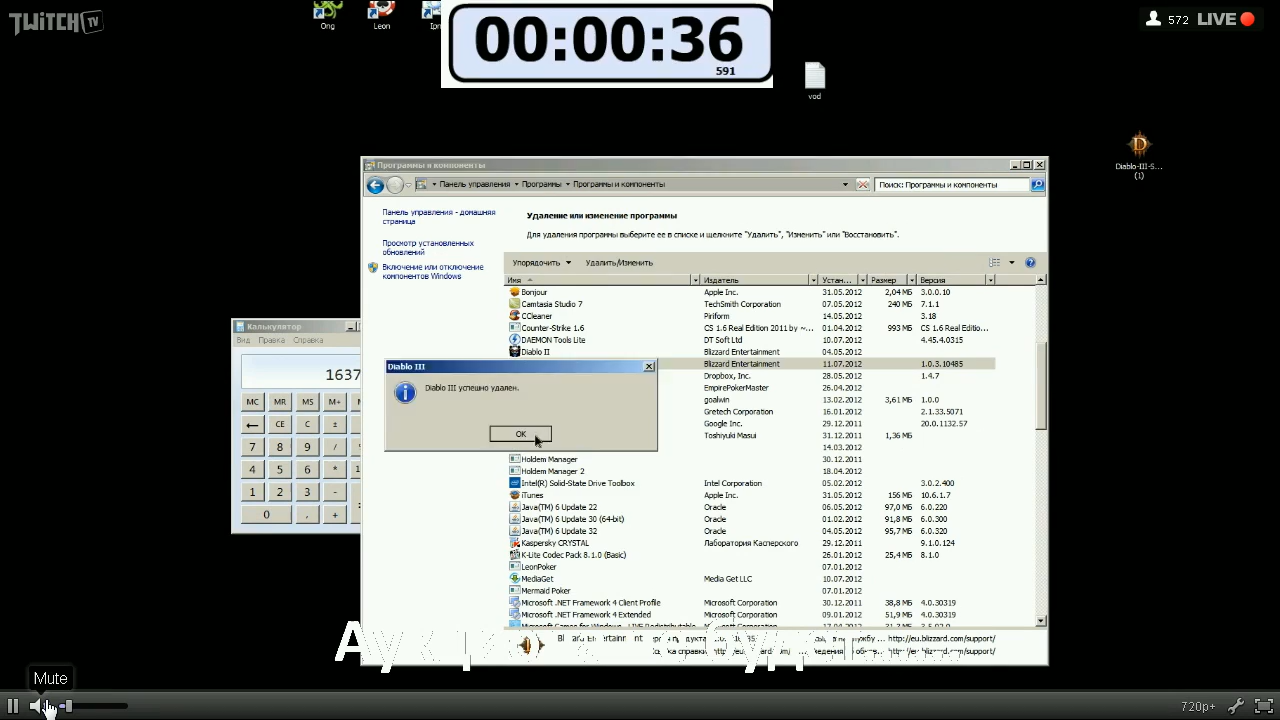 TWITCH TV
Ong
Leon
00:00:36
591
vod
572 LIVE
Diablo-III-S...
(1)
Программы и компоненты
Панель управления Программы Программы и компоненты
Поиск: Программы и компоненты
Панель управления - домашняя
страница
Просмотр установленных
обновлений
Включение или отключение
компонентов Windows
Удаление или изменение программы
Для удаления программы выберите ее в списке и щелкните "Удалить", "Изменить" или "Восстановить".
Упорядочить Удалить/Изменить
Имя Издатель Устан... Размер Версия
Bonjour Apple Inc. 31.05.2012 2,04 МБ 3.0.0.10
Camtasia Studio 7 TechSmith Corporation 07.05.2012 240 МБ 7.1.1
CCleaner Piriform 14.05.2012 3.18
Counter-Strike 1.6 CS 1.6 Real Edition 2011 by ~... 01.04.2012 993 МБ CS 1.6 Real Editio...
DAEMON Tools Lite DT Soft Ltd 10.07.2012 4.45.4.0315
Diablo II Blizzard Entertainment 04.05.2012
Blizzard Entertainment 11.07.2012 1.0.3.10485
Dropbox, Inc. 28.05.2012 1.4.7
EmpirePokerMaster 26.04.2012
goalwin 13.02.2012 3,61 МБ 1.0.0
Gretech Corporation 16.01.2012 2.1.33.5071
Google Inc. 29.12.2011 20.0.1132.57
Toshiyuki Masui 31.12.2011 1,36 МБ
14.03.2012
Holdem Manager 30.12.2011
Holdem Manager 2 18.04.2012
Intel(R) Solid-State Drive Toolbox Intel Corporation 05.02.2012 3.0.2.400
iTunes Apple Inc. 31.05.2012 156 МБ 10.6.1.7
Java(TM) 6 Update 22 Oracle 06.05.2012 97,0 МБ 6.0.220
Java(TM) 6 Update 30 (64-bit) Oracle 01.02.2012 91,8 МБ 6.0.300
Java(TM) 6 Update 32 Oracle 04.05.2012 95,7 МБ 6.0.320
Kaspersky CRYSTAL Лаборатория Касперского 29.12.2011 9.1.0.124
K-Lite Codec Pack 8.1.0 (Basic) 26.01.2012 25,4 МБ 8.1.0
LeonPoker 07.01.2012
MediaGet Media Get LLC 10.07.2012
Mermaid Poker 07.01.2012
Microsoft .NET Framework 4 Client Profile Microsoft Corporation 30.12.2011 38,8 МБ 4.0.30319
Microsoft .NET Framework 4 Extended Microsoft Corporation 07.01.2012 51,9 МБ 4.0.30319
http://eu.blizzard.com/support/
Калькулятор
Вид Правка Справка
1637
MC MR MS M+
← CE C ±
7 8 9 /
4 5 6 *
1 2 3 -
0 , +
Diablo III
Diablo III успешно удален.
OK
Mute
720p+